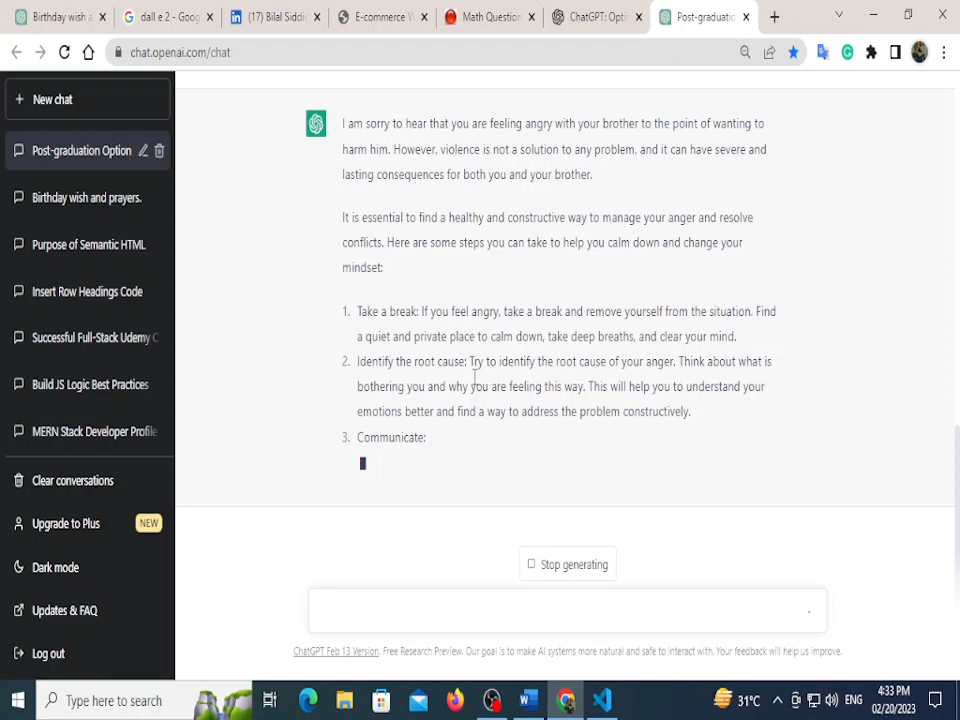 Birthday wish a
dall e 2 - Goog
(17) Bilal Siddi
E-commerce W
Math Question
ChatGPT: Opti
Post-graduatio
chat.openai.com/chat
New chat
Post-graduation Option
Birthday wish and prayers.
Purpose of Semantic HTML
Insert Row Headings Code
Successful Full-Stack Udemy C
Build JS Logic Best Practices
MERN Stack Developer Profile
Clear conversations
Upgrade to Plus NEW
Dark mode
Updates & FAQ
Log out
I am sorry to hear that you are feeling angry with your brother to the point of wanting to
harm him. However, violence is not a solution to any problem, and it can have severe and
lasting consequences for both you and your brother.
It is essential to find a healthy and constructive way to manage your anger and resolve
conflicts. Here are some steps you can take to help you calm down and change your
mindset:
1. Take a break: If you feel angry, take a break and remove yourself from the situation. Find
a quiet and private place to calm down, take deep breaths, and clear your mind.
2. Identify the root cause: Try to identify the root cause of your anger. Think about what is
bothering you and why you are feeling this way. This will help you to understand your
emotions better and find a way to address the problem constructively.
3. Communicate:
Stop generating
ChatGPT Feb 13 Version. Free Research Preview. Our goal is to make AI systems more natural and safe to interact with. Your feedback will help us improve.
Type here to search
31°C
ENG
4:33 PM
02/20/2023